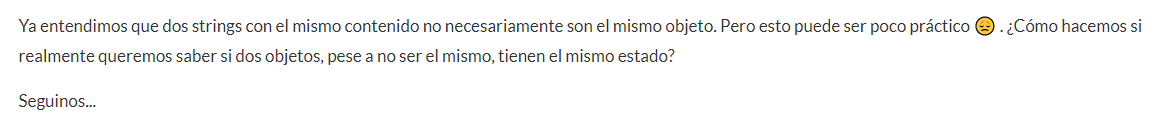 Ya entendimos que dos strings con el mismo contenido no necesariamente son el mismo objeto. Pero esto puede ser poco práctico 😞 . ¿Cómo hacemos si
realmente queremos saber si dos objetos, pese a no ser el mismo, tienen el mismo estado?
Seguinos...